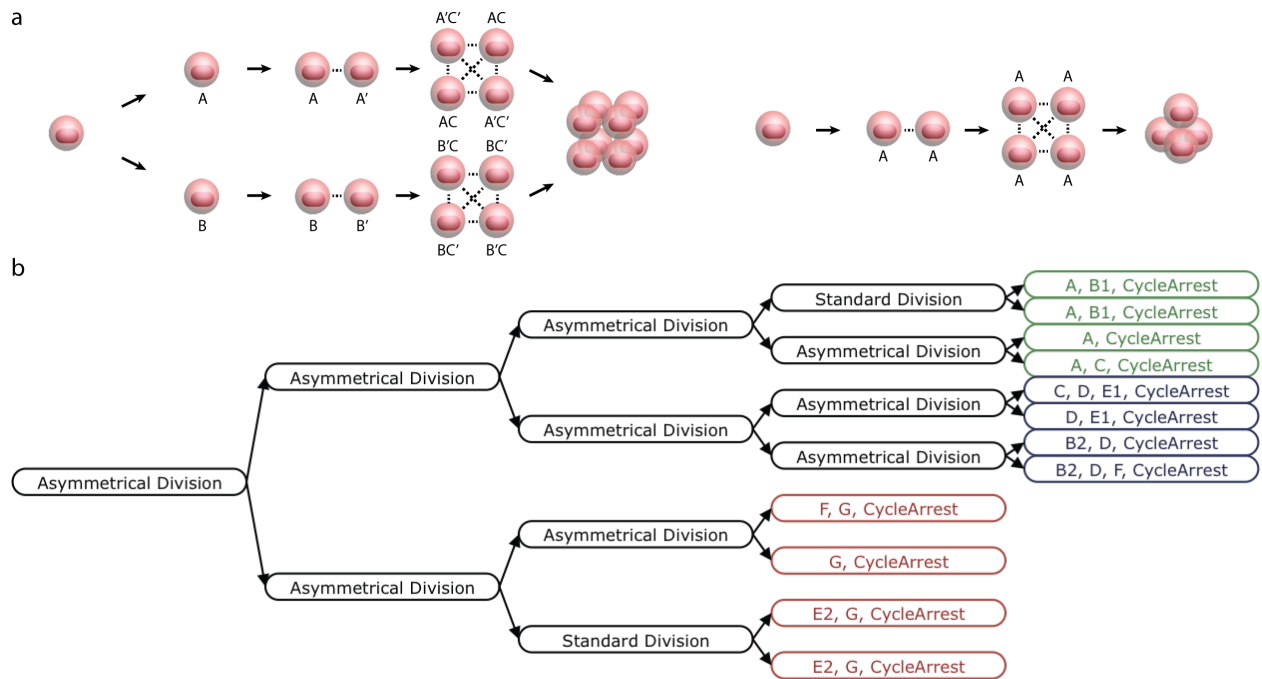 a
A′C′ AC
A A A′ A A
AC A′C′ A A
B′C BC′ A A
B B B′
BC′ B′C
b
A, B1, CycleArrest
Standard Division
A, B1, CycleArrest
Asymmetrical Division
A, CycleArrest
Asymmetrical Division
A, C, CycleArrest
Asymmetrical Division
C, D, E1, CycleArrest
Asymmetrical Division
D, E1, CycleArrest
Asymmetrical Division
B2, D, CycleArrest
Asymmetrical Division
B2, D, F, CycleArrest
Asymmetrical Division
F, G, CycleArrest
Asymmetrical Division
G, CycleArrest
Asymmetrical Division
E2, G, CycleArrest
Standard Division
E2, G, CycleArrest